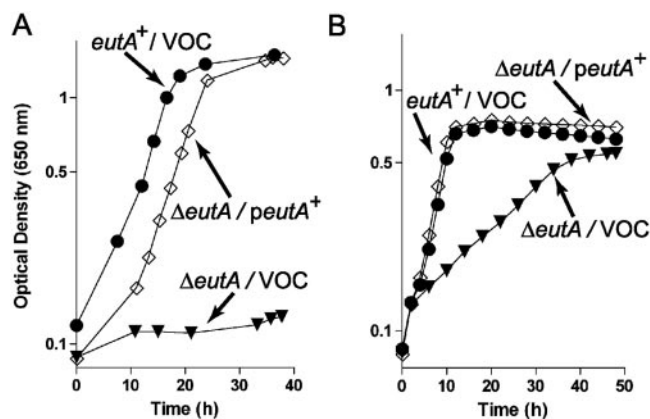 A
eutA+/ VOC
ΔeutA / peutA+
ΔeutA / VOC
Optical Density (650 nm)
1
0.5
0.1
0 10 20 30 40
Time (h)
B
ΔeutA / peutA+
eutA+/ VOC
ΔeutA / VOC
1
0.5
0.1
0 10 20 30 40 50
Time (h)